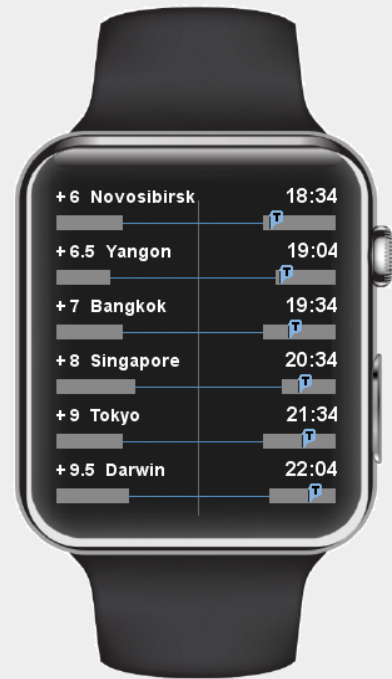 +6 Novosibirsk 18:34
T
+6.5 Yangon 19:04
T
+7 Bangkok 19:34
T
+8 Singapore 20:34
T
+9 Tokyo 21:34
T
+9.5 Darwin 22:04
T